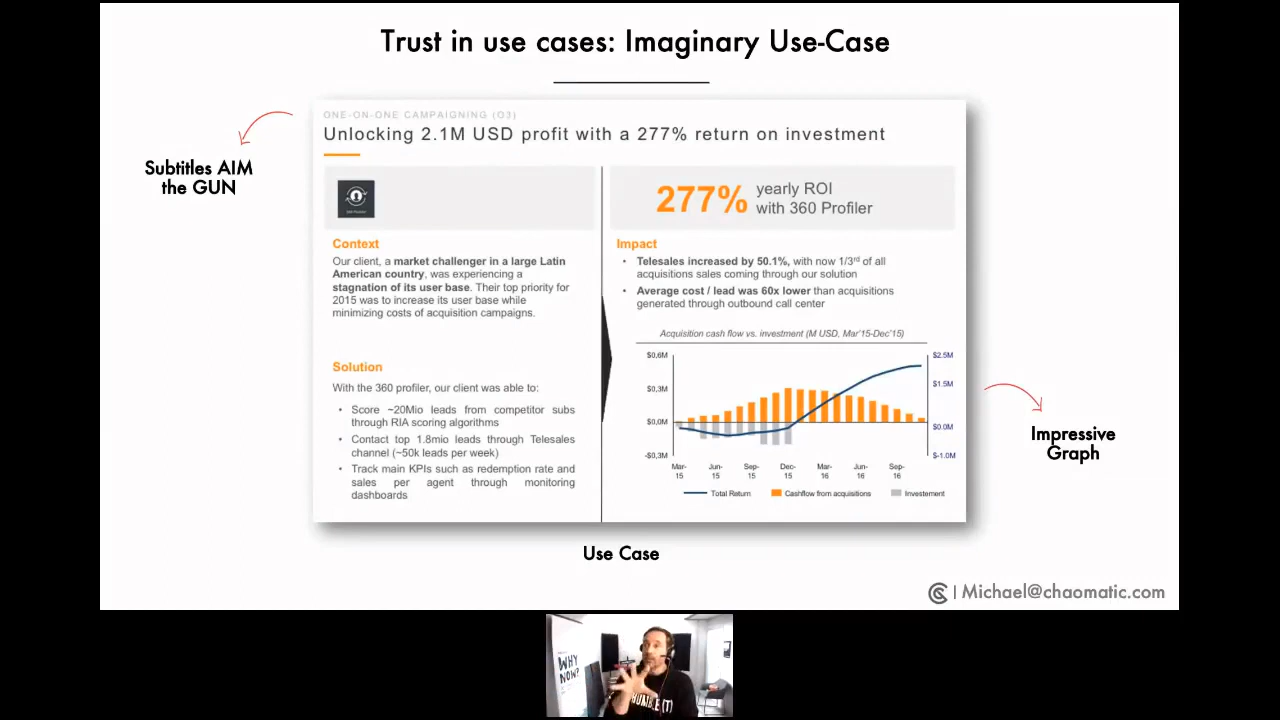 Trust in use cases: Imaginary Use-Case
Subtitles AIM
the GUN
ONE-ON-ONE CAMPAIGNING (O3)
Unlocking 2.1M USD profit with a 277% return on investment
277%
yearly ROI
with 360 Profiler
Context
Our client, a market challenger in a large Latin
American country, was experiencing a
stagnation of its user base. Their top priority for
2015 was to increase its user base while
minimizing costs of acquisition campaigns.
Solution
With the 360 profiler, our client was able to:
• Score ~20Mio leads from competitor subs
through RIA scoring algorithms
• Contact top 1.8mio leads through Telesales
channel (~50k leads per week)
• Track main KPIs such as redemption rate and
sales per agent through monitoring
dashboards
Impact
• Telesales increased by 50.1%, with now 1/3rd of all
acquisitions sales coming through our solution
• Average cost / lead was 60x lower than acquisitions
generated through outbound call center
Acquisition cash flow vs. investment (M USD, Mar'15-Dec'15)
$0,6M
$0,3M
$0,0M
-$0,3M
$2.5M
$1.5M
$0.0M
$-1.0M
Mar-15 Jun-15 Sep-15 Dec-15 Mar-16 Jun-16 Sep-16
Total Return Cashflow from acquisitions Investement
Impressive
Graph
Use Case
| Michael@chaomatic.com
WHY
NOW?